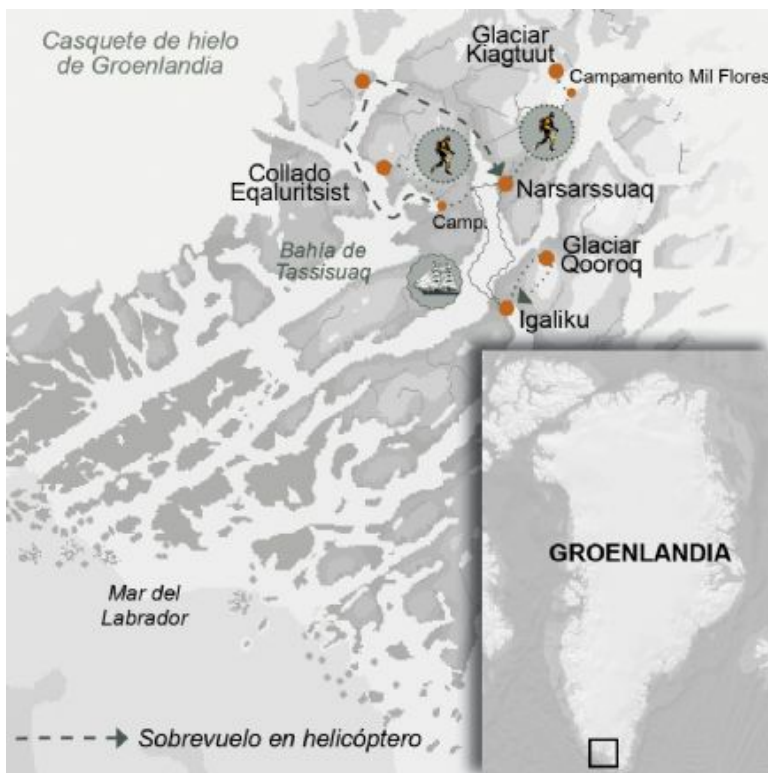 Casquete de hielo
de Groenlandia
Glaciar
Kiagtuut
Campamento Mil Flores
Collado
Eqaluritsist
Narsarssuaq
Camp.
Bahía de
Tassisuaq
Glaciar
Qooroq
Igaliku
GROENLANDIA
Mar del
Labrador
Sobrevuelo en helicóptero